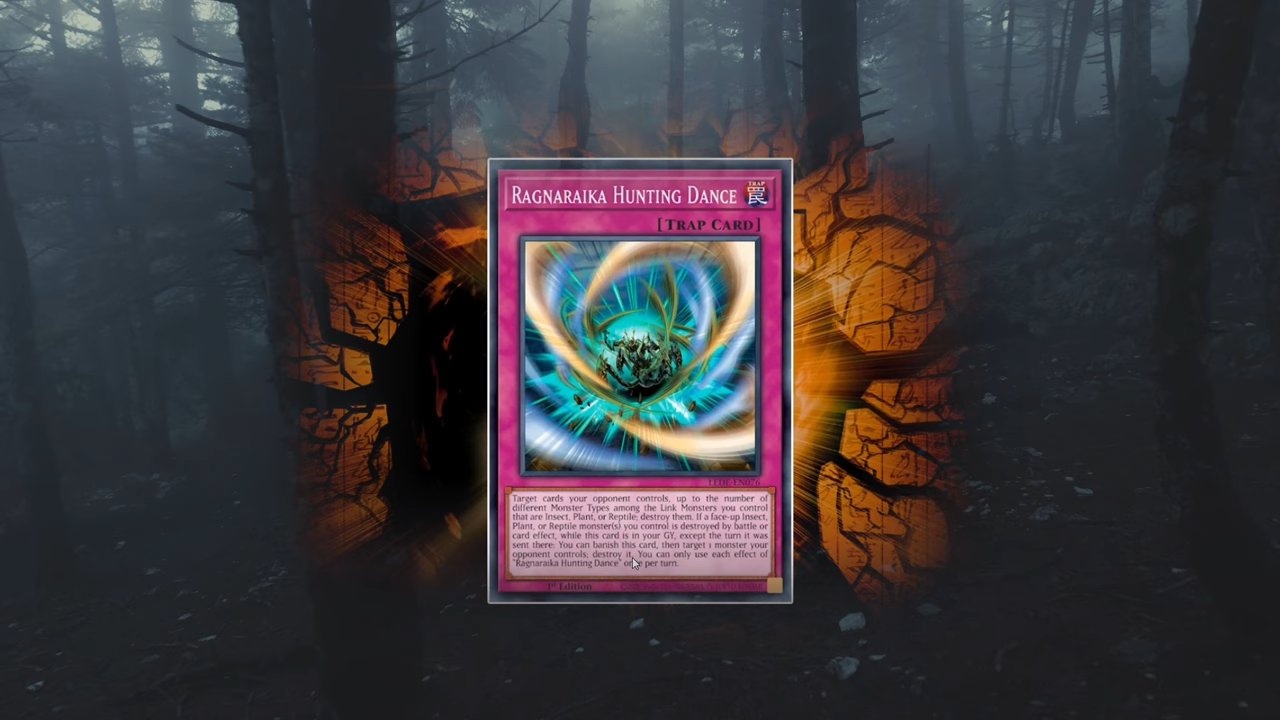 RAGNARAIKA HUNTING DANCE
TRAP
罠
[TRAP CARD]
LEDE-EN076
Target cards your opponent controls, up to the number of
different Monster Types among the Link Monsters you control
that are Insect, Plant, or Reptile; destroy them. If a face-up Insect,
Plant, or Reptile monster(s) you control is destroyed by battle or
card effect, while this card is in your GY, except the turn it was
sent there: You can banish this card, then target 1 monster your
opponent controls; destroy it. You can only use each effect of
"Ragnaraika Hunting Dance" per turn.
1st Edition